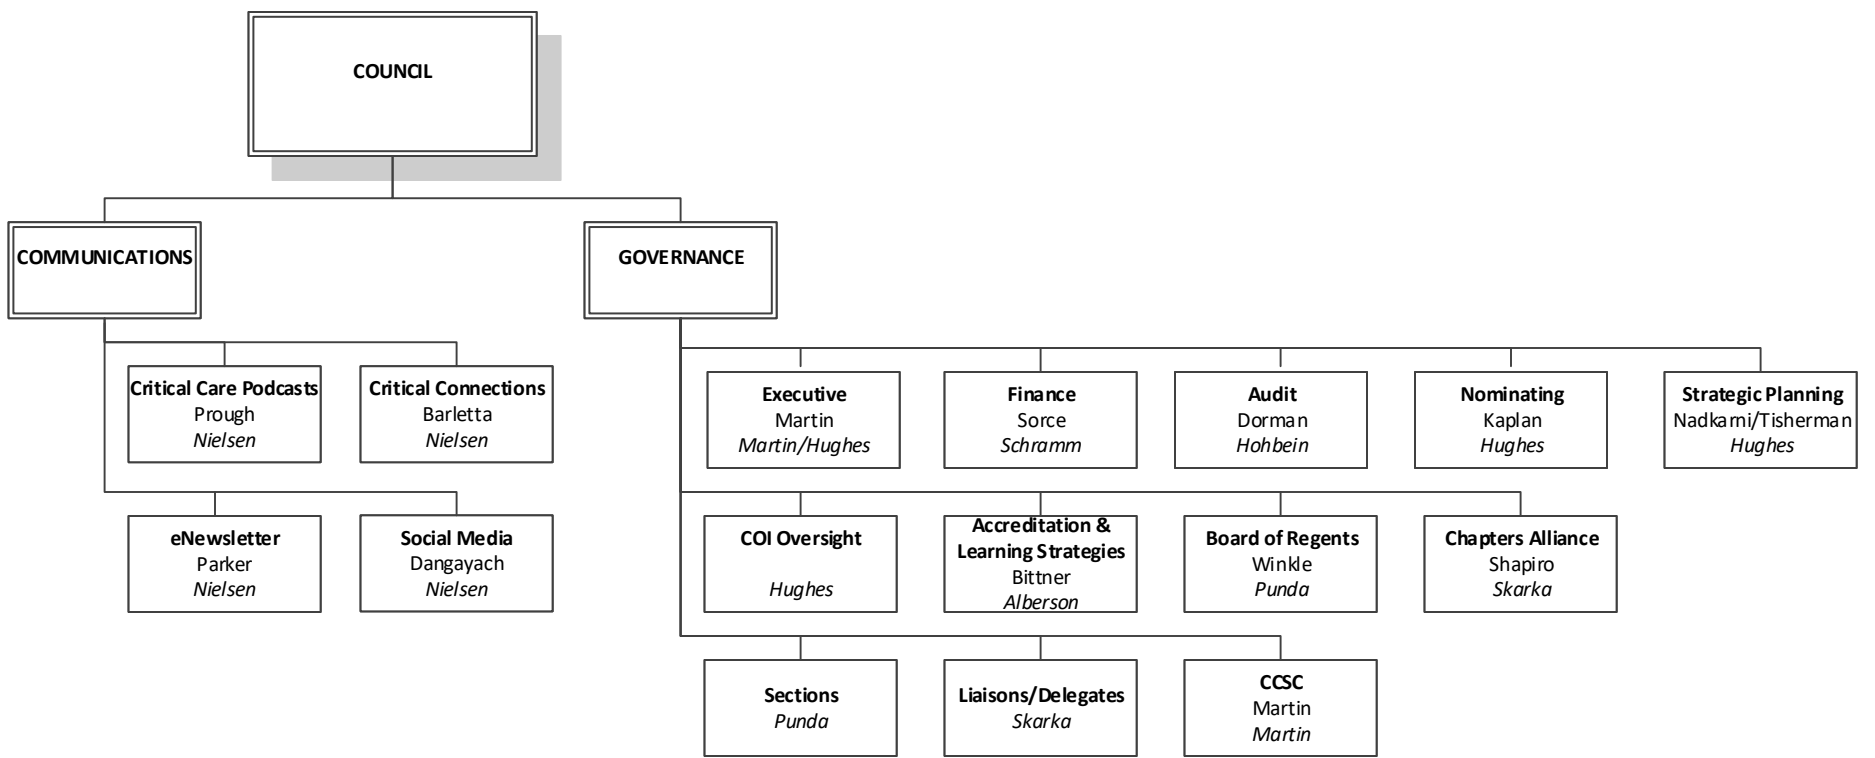 COUNCIL
COMMUNICATIONS
GOVERNANCE
Critical Care Podcasts
Prough
Nielsen
Critical Connections
Barletta
Nielsen
eNewsletter
Parker
Nielsen
Social Media
Dangayach
Nielsen
Executive
Martin
Martin/Hughes
Finance
Sorce
Schramm
Audit
Dorman
Hohbein
Nominating
Kaplan
Hughes
Strategic Planning
Nadkarni/Tisherman
Hughes
COI Oversight
Hughes
Accreditation &
Learning Strategies
Bittner
Alberson
Board of Regents
Winkle
Punda
Chapters Alliance
Shapiro
Skarka
Sections
Punda
Liaisons/Delegates
Skarka
CCSC
Martin
Martin